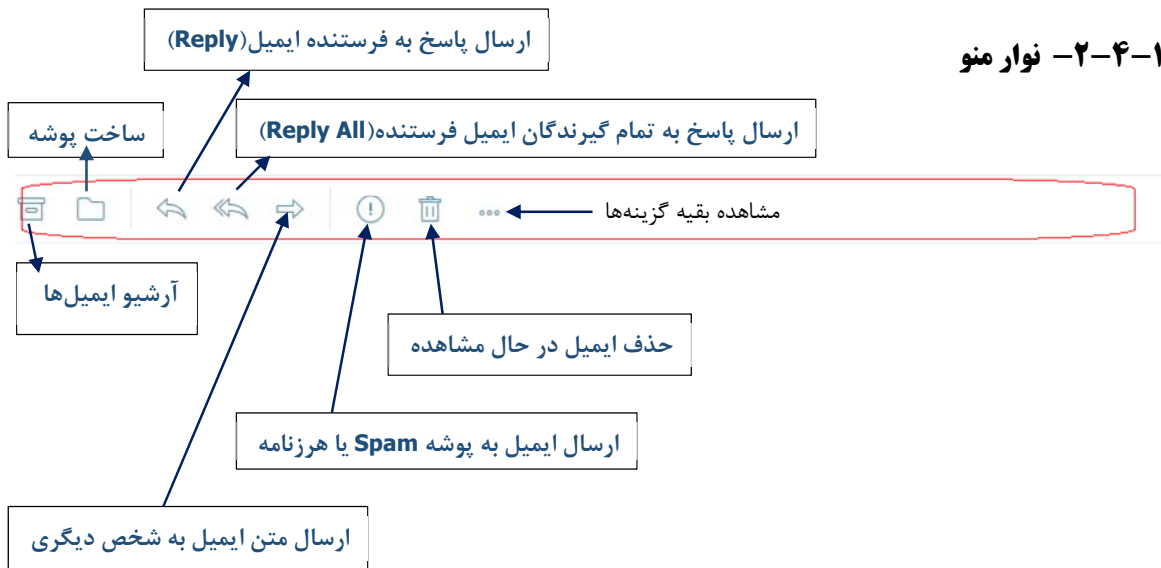 ۱-۴-۲- نوار منو
ارسال پاسخ به فرستنده ایمیل(Reply)
ساخت پوشه
ارسال پاسخ به تمام گیرندگان ایمیل فرستنده(Reply All)
مشاهده بقیه گزینه‌ها
آرشیو ایمیل‌ها
حذف ایمیل در حال مشاهده
ارسال ایمیل به پوشه Spam یا هرزنامه
ارسال متن ایمیل به شخص دیگری